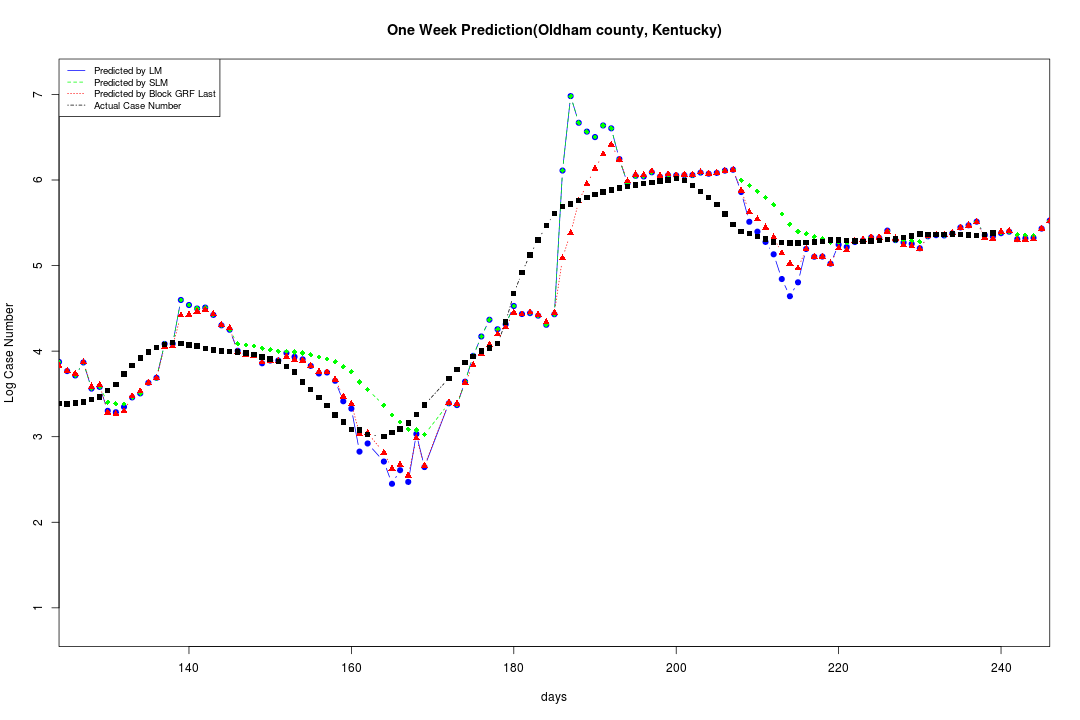 One Week Prediction(Oldham county, Kentucky)
Predicted by LM
Predicted by SLM
Predicted by Block GRF Last
Actual Case Number
7
6
5
4
3
2
1
Log Case Number
140 160 180 200 220 240
days